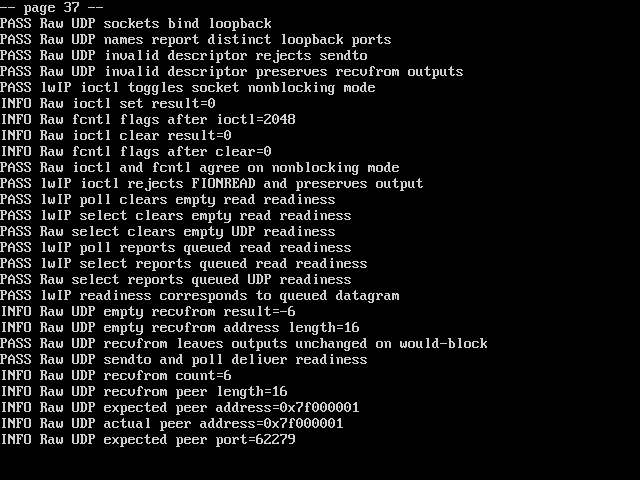 -- page 37 --
PASS Raw UDP sockets bind loopback
PASS Raw UDP names report distinct loopback ports
PASS Raw UDP invalid descriptor rejects sendto
PASS Raw UDP invalid descriptor preserves recvfrom outputs
PASS lwIP ioctl toggles socket nonblocking mode
INFO Raw ioctl set result=0
INFO Raw fcntl flags after ioctl=2048
INFO Raw ioctl clear result=0
INFO Raw fcntl flags after clear=0
PASS Raw ioctl and fcntl agree on nonblocking mode
PASS lwIP ioctl rejects FIONREAD and preserves output
PASS lwIP poll clears empty read readiness
PASS lwIP select clears empty read readiness
PASS Raw select clears empty UDP readiness
PASS lwIP poll reports queued read readiness
PASS lwIP select reports queued read readiness
PASS Raw select reports queued UDP readiness
PASS lwIP readiness corresponds to queued datagram
INFO Raw UDP empty recvfrom result=-6
INFO Raw UDP empty recvfrom address length=16
PASS Raw UDP recvfrom leaves outputs unchanged on would-block
PASS Raw UDP sendto and poll deliver readiness
INFO Raw UDP recvfrom count=6
INFO Raw UDP recvfrom peer length=16
INFO Raw UDP expected peer address=0x7f000001
INFO Raw UDP actual peer address=0x7f000001
INFO Raw UDP expected peer port=62279